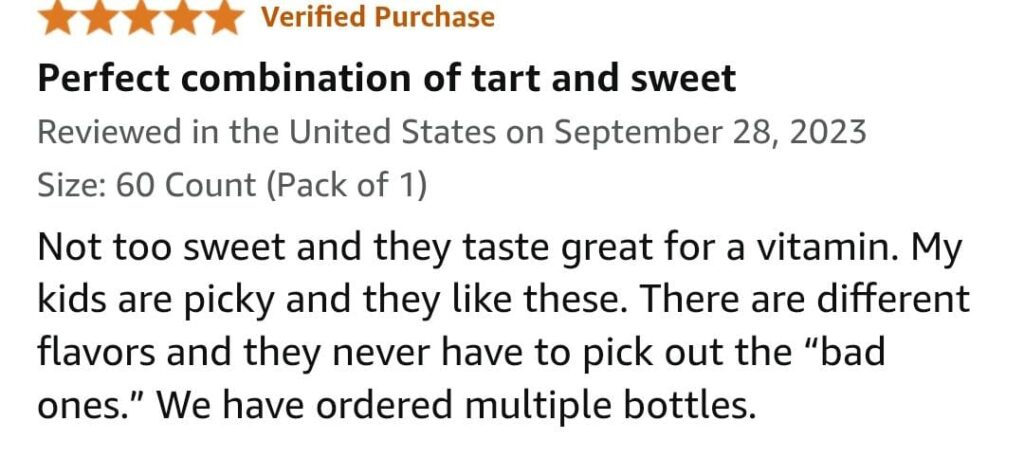 Verified Purchase
Perfect combination of tart and sweet
Reviewed in the United States on September 28, 2023
Size: 60 Count (Pack of 1)
Not too sweet and they taste great for a vitamin. My
kids are picky and they like these. There are different
flavors and they never have to pick out the “bad
ones.” We have ordered multiple bottles.